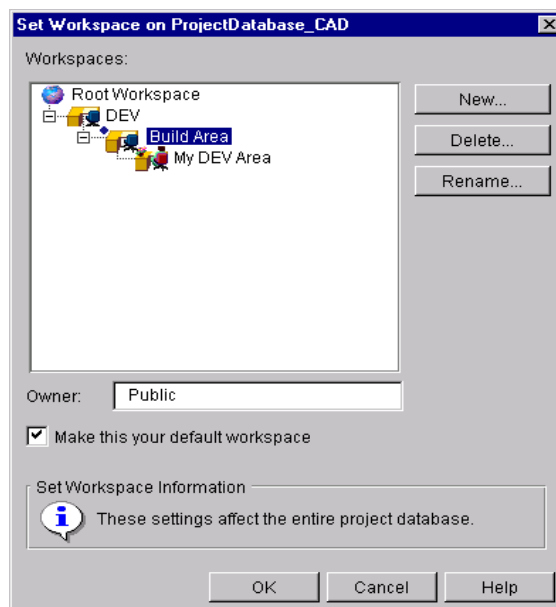 Set Workspace on ProjectDatabase_CAD
Workspaces:
Root Workspace
DEV
Build Area
My DEV Area
New...
Delete...
Rename...
Owner: Public
Make this your default workspace
Set Workspace Information
These settings affect the entire project database.
OK Cancel Help